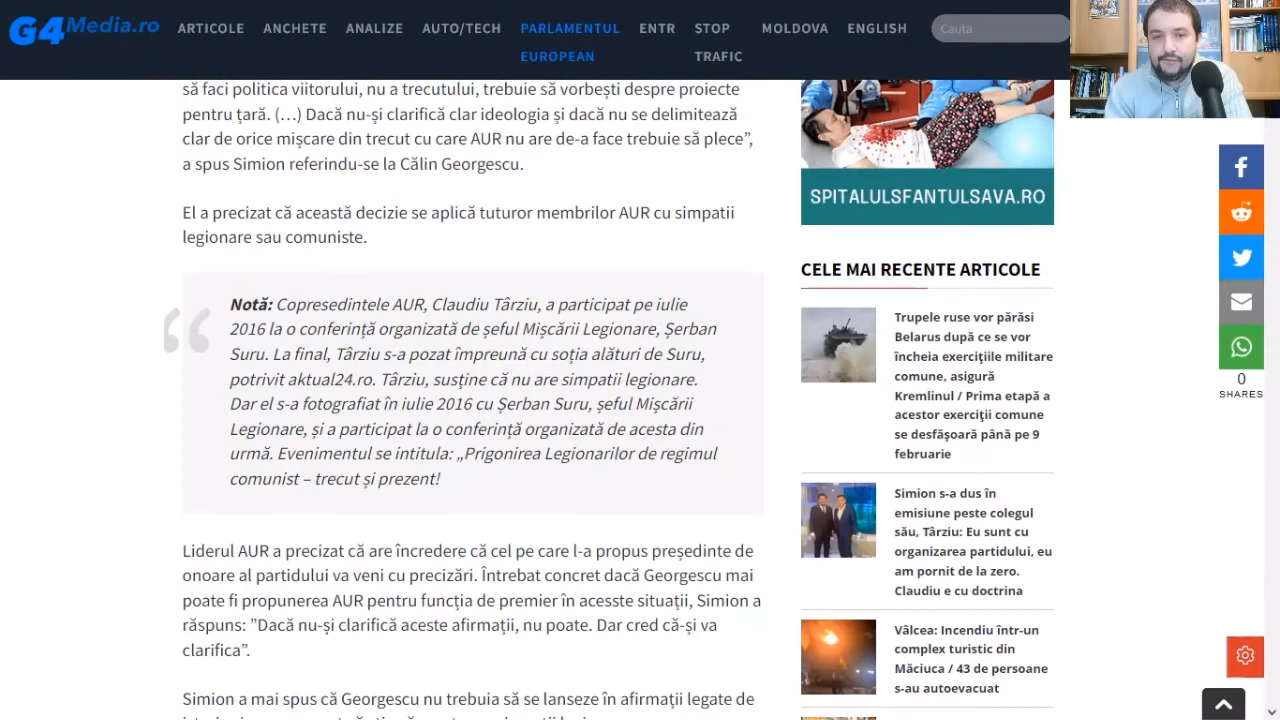 G4Media.ro
ARTICOLE ANCHETE ANALIZE AUTO/TECH PARLAMENTUL EUROPEAN ENTR STOP TRAFIC MOLDOVA ENGLISH Cauta
să faci politica viitorului, nu a trecutului, trebuie să vorbești despre proiecte
pentru țară. (…) Dacă nu-și clarifică clar ideologia și dacă nu se delimitează
clar de orice mișcare din trecut cu care AUR nu are de-a face trebuie să plece”,
a spus Simion referindu-se la Călin Georgescu.
El a precizat că această decizie se aplică tuturor membrilor AUR cu simpatii
legionare sau comuniste.
Notă: Copresedintele AUR, Claudiu Târziu, a participat pe iulie
2016 la o conferință organizată de șeful Mișcării Legionare, Șerban
Suru. La final, Târziu s-a pozat împreună cu soția alături de Suru,
potrivit aktual24.ro. Târziu, susține că nu are simpatii legionare.
Dar el s-a fotografiat în iulie 2016 cu Șerban Suru, șeful Mișcării
Legionare, și a participat la o conferință organizată de acesta din
urmă. Evenimentul se intitula: „Prigonirea Legionarilor de regimul
comunist – trecut și prezent!
Liderul AUR a precizat că are încredere că cel pe care l-a propus președinte de
onoare al partidului va veni cu precizări. Întrebat concret dacă Georgescu mai
poate fi propunerea AUR pentru funcția de premier în acesste situații, Simion a
răspuns: ”Dacă nu-și clarifică aceste afirmații, nu poate. Dar cred că-și va
clarifica”.
Simion a mai spus că Georgescu nu trebuia să se lanseze în afirmații legate de
SPITALULSFANTULSAVA.RO
CELE MAI RECENTE ARTICOLE
Trupele ruse vor părăsi
Belarus după ce se vor
încheia exercițiile militare
comune, asigură
Kremlinul / Prima etapă a
acestor exerciții comune
se desfășoară până pe 9
februarie
Simion s-a dus în
emisiune peste colegul
său, Târziu: Eu sunt cu
organizarea partidului, eu
am pornit de la zero.
Claudiu e cu doctrina
Vâlcea: Incendiu într-un
complex turistic din
Măciuca / 43 de persoane
s-au autoevacuat
0
SHARES